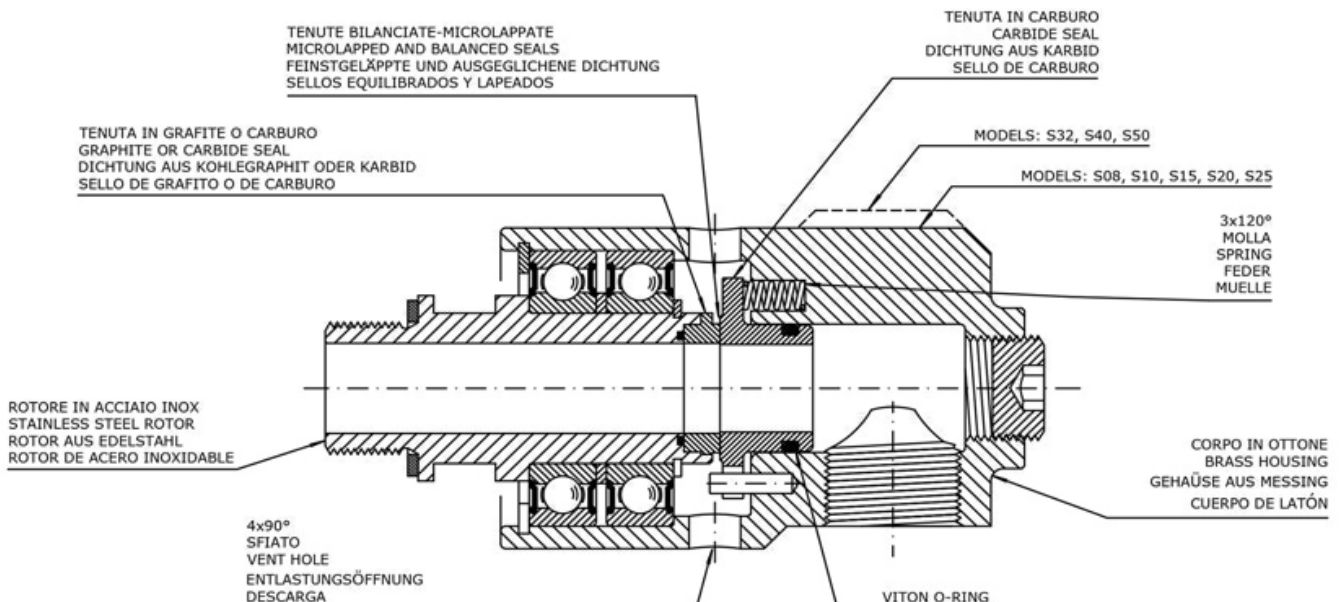 TENUTE BILANCIATE-MICROLAPPATE
MICROLAPPED AND BALANCED SEALS
FEINSTGELÄPPTE UND AUSGEGLICHENE DICHTUNG
SELLOS EQUILIBRADOS Y LAPEADOS
TENUTA IN CARBURO
CARBIDE SEAL
DICHTUNG AUS KARBID
SELLO DE CARBURO
TENUTA IN GRAFITE O CARBURO
GRAPHITE OR CARBIDE SEAL
DICHTUNG AUS KOHLEGRAPHIT ODER KARBID
SELLO DE GRAFITO O DE CARBURO
MODELS: S32, S40, S50
MODELS: S08, S10, S15, S20, S25
3x120°
MOLLA
SPRING
FEDER
MUELLE
ROTORE IN ACCIAIO INOX
STAINLESS STEEL ROTOR
ROTOR AUS EDELSTAHL
ROTOR DE ACERO INOXIDABLE
CORPO IN OTTONE
BRASS HOUSING
GEHAÜSE AUS MESSING
CUERPO DE LATÓN
4x90°
SFIATO
VENT HOLE
ENTLASTUNGSÖFFNUNG
DESCARGA
VITON O-RING